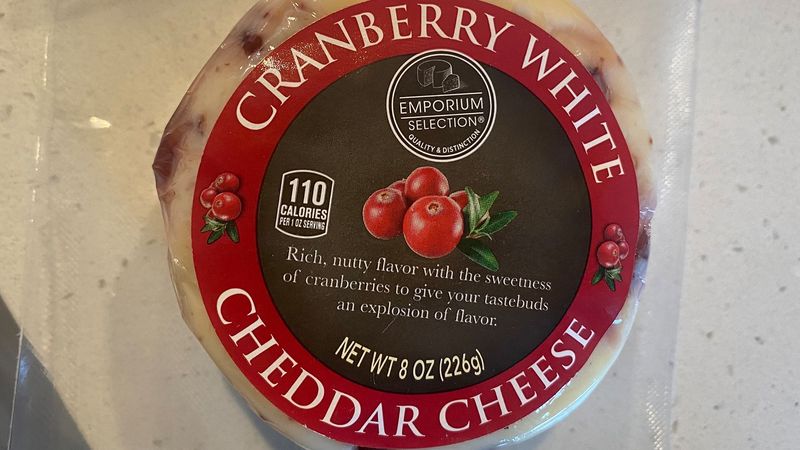 CRANBERRY WHITE
EMPORIUM
SELECTION®
QUALITY & DISTINCTION
110
CALORIES
PER 1 OZ SERVING
Rich, nutty flavor with the sweetness
of cranberries to give your tastebuds
an explosion of flavor.
NET WT 8 OZ (226g)
CHEDDAR CHEESE